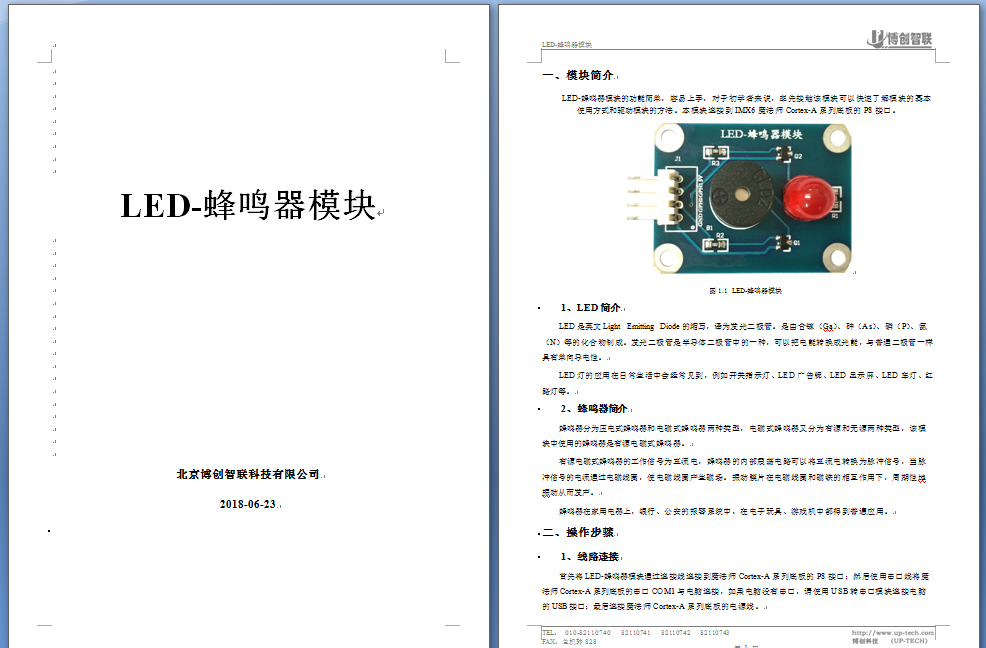 LED-蜂鸣器模块
北京博创智联科技有限公司
2018-06-23
LED-蜂鸣器模块
博创智联
一、模块简介
LED-蜂鸣器模块的功能简单，容易上手，对于初学者来说，率先接触该模块可以快速了解模块的基本
使用方式和驱动模块的方法。本模块连接到 IMX6 魔法师 Cortex-A 系列底板的 P8 接口。
LED-蜂鸣器模块
J1
R3
Q2
R1
B1
R2
Q1
图 1.1 LED-蜂鸣器模块
1、LED 简介
LED 是英文 Light Emitting Diode 的缩写，译为发光二极管。是由含镓（Ga）、砷（As）、磷（P）、氮
（N）等的化合物制成。发光二极管是半导体二极管中的一种，可以把电能转换成光能，与普通二极管一样
具有单向导电性。
LED 灯的应用在日常生活中会经常见到，例如开关指示灯、LED 广告牌、LED 显示屏、LED 车灯、红
路灯等。
2、蜂鸣器简介
蜂鸣器分为压电式蜂鸣器和电磁式蜂鸣器两种类型，电磁式蜂鸣器又分为有源和无源两种类型，该模
块中使用的蜂鸣器是有源电磁式蜂鸣器。
有源电磁式蜂鸣器的工作信号为直流电，蜂鸣器的内部震荡电路可以将直流电转换为脉冲信号，当脉
冲信号的电流通过电磁线圈，使电磁线圈产生磁场。振动膜片在电磁线圈和磁铁的相互作用下，周期性地
振动从而发声。
蜂鸣器在家用电器上，银行、公安的报警系统中，在电子玩具、游戏机中都得到普遍应用。
二、操作步骤
1、线路连接
首先将 LED-蜂鸣器模块通过连接线连接到魔法师 Cortex-A 系列底板的 P8 接口；然后使用串口线将魔
法师 Cortex-A 系列底板的串口 COM1 与电脑连接，如果电脑没有串口，请使用 USB 转串口模块连接电脑
的 USB 接口；最后连接魔法师 Cortex-A 系列底板的电源线。
TEL: 010-82110740 82110741 82110742 82110743
FAX: 总机转 828
http://www.up-tech.com
博创科技 （UP-TECH）